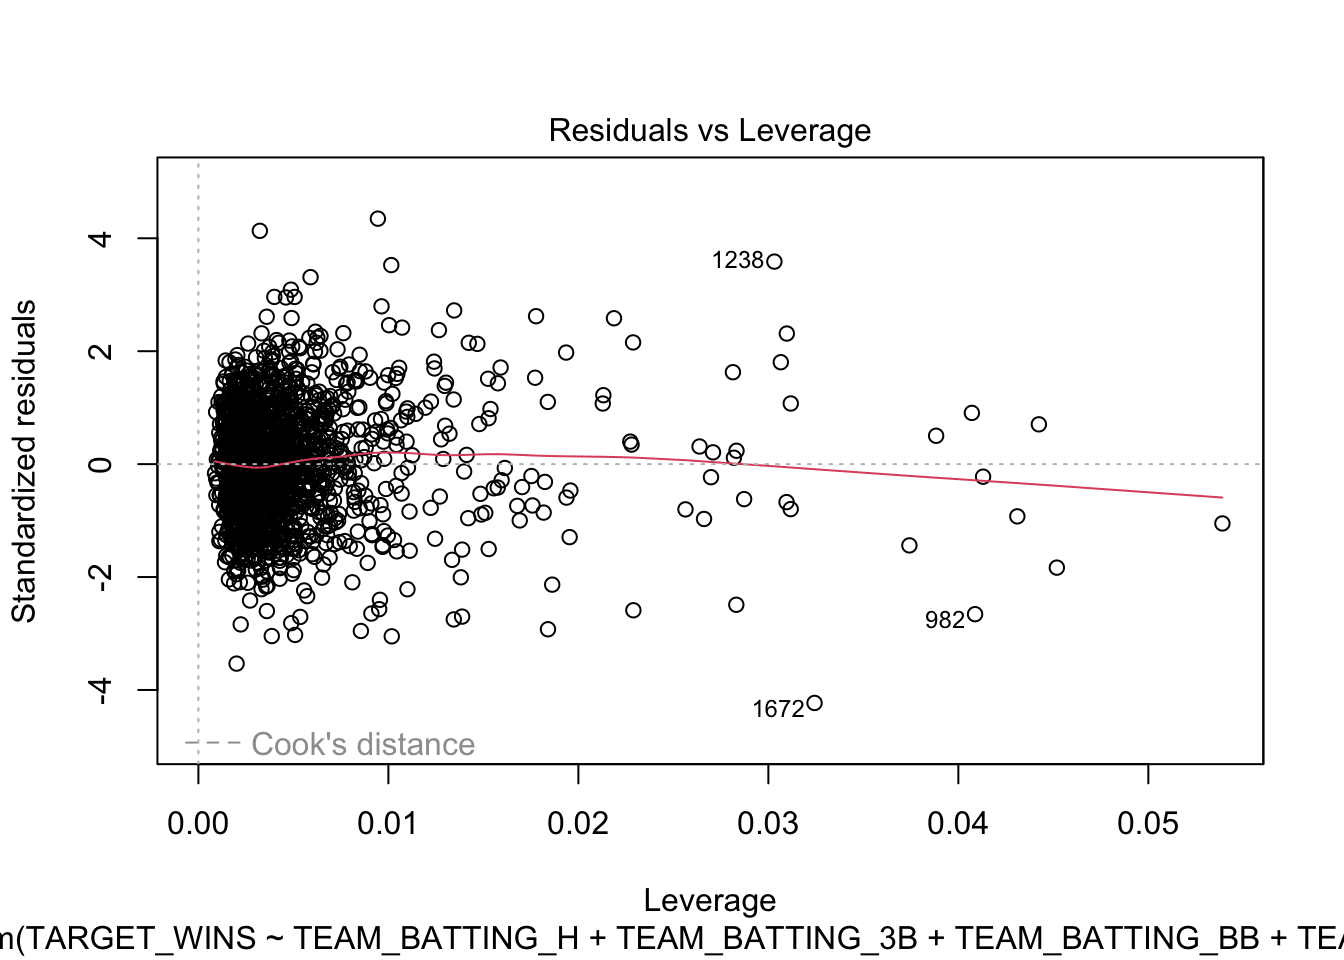 Residuals vs Leverage
Standardized residuals
4
2
0
-2
-4
1238
982
1672
Cook's distance
0.00 0.01 0.02 0.03 0.04 0.05
Leverage
m(TARGET_WINS ~ TEAM_BATTING_H + TEAM_BATTING_3B + TEAM_BATTING_BB + TEA